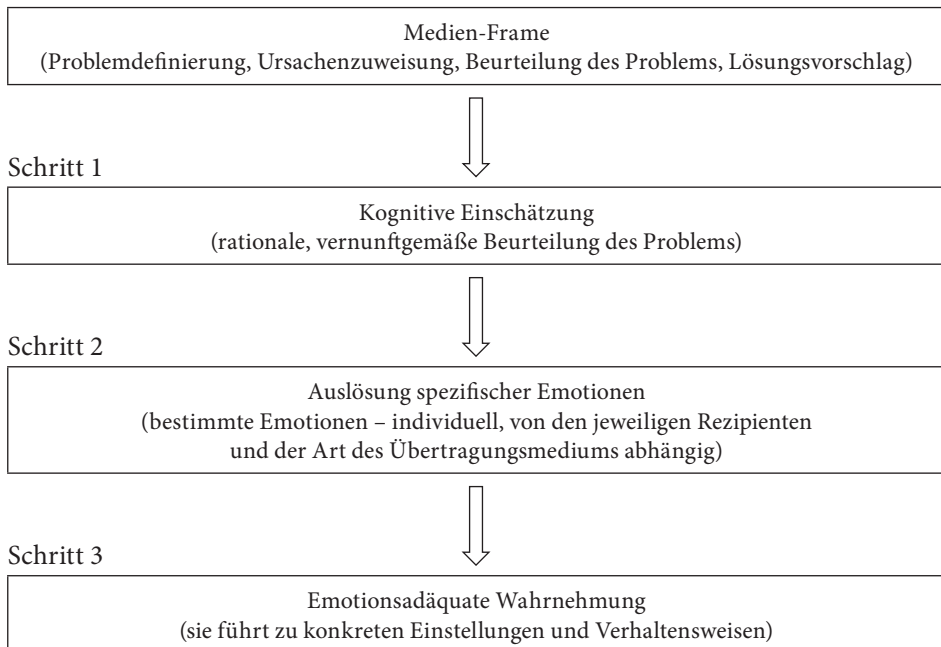 Medien-Frame
(Problemdefinierung, Ursachenzuweisung, Beurteilung des Problems, Lösungsvorschlag)
Schritt 1
Kognitive Einschätzung
(rationale, vernunftgemäße Beurteilung des Problems)
Schritt 2
Auslösung spezifischer Emotionen
(bestimmte Emotionen – individuell, von den jeweiligen Rezipienten
und der Art des Übertragungsmediums abhängig)
Schritt 3
Emotionsadäquate Wahrnehmung
(sie führt zu konkreten Einstellungen und Verhaltensweisen)